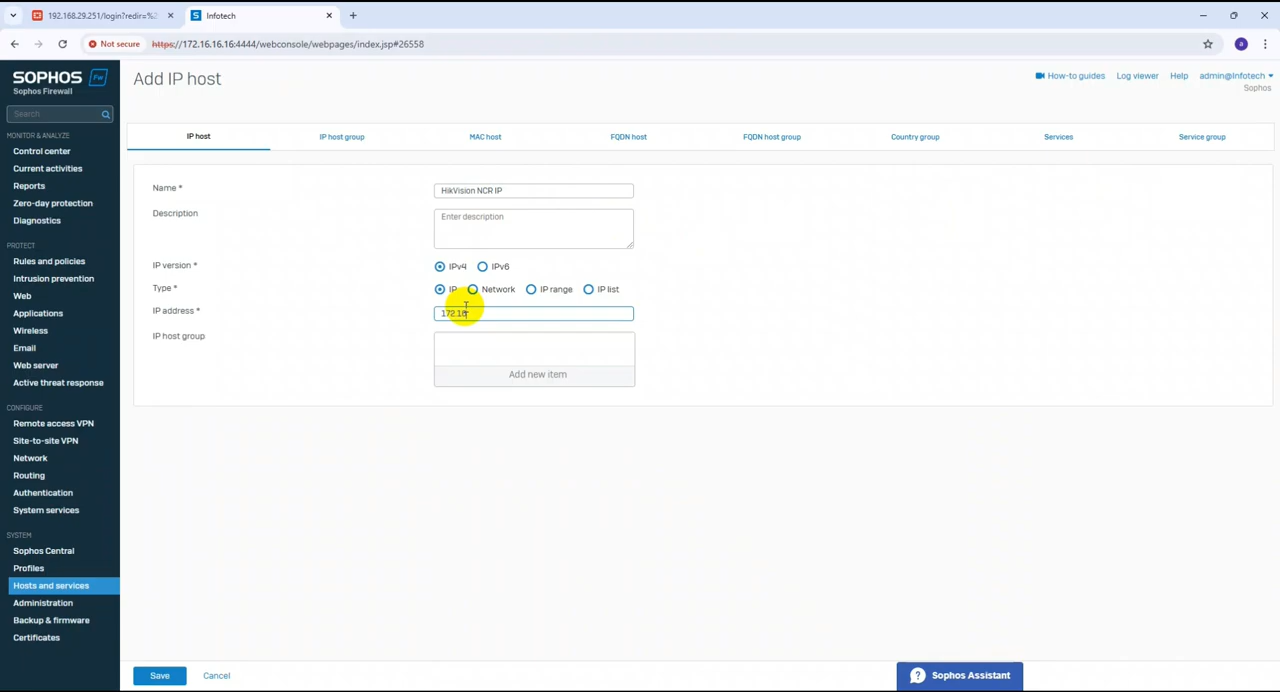 192.168.29.251/login?redir=%2
Infotech
Not secure
https://172.16.16.16:4444/webconsole/webpages/index.jsp#26558
a
SOPHOS
Fw
Sophos Firewall
Search
MONITOR & ANALYZE
Control center
Current activities
Reports
Zero-day protection
Diagnostics
PROTECT
Rules and policies
Intrusion prevention
Web
Applications
Wireless
Email
Web server
Active threat response
CONFIGURE
Remote access VPN
Site-to-site VPN
Network
Routing
Authentication
System services
SYSTEM
Sophos Central
Profiles
Hosts and services
Administration
Backup & firmware
Certificates
Add IP host
How-to guides
Log viewer
Help
admin@Infotech
Sophos
IP host
IP host group
MAC host
FQDN host
FQDN host group
Country group
Services
Service group
Name *
HikVision NCR IP
Description
Enter description
IP version *
IPv4
IPv6
Type *
IP
Network
IP range
IP list
IP address *
172.16
IP host group
Add new item
Save
Cancel
Sophos Assistant